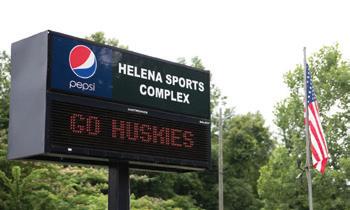 HELENA SPORTS
COMPLEX
pepsi
GO HUSKIES